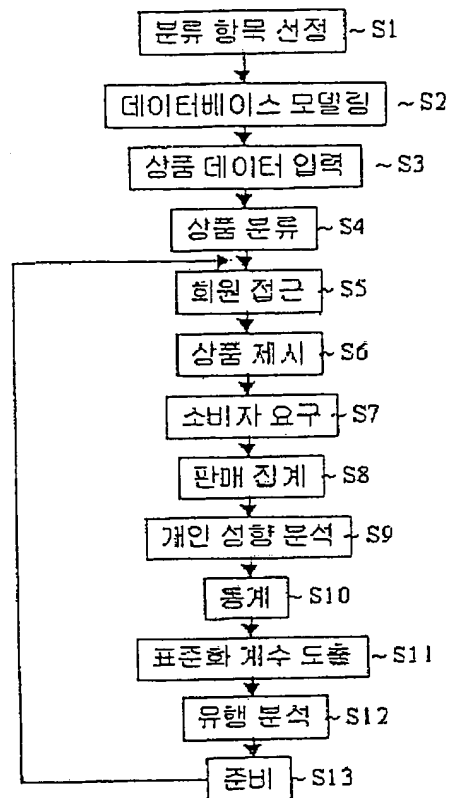 분류 항목 선정 ~ S1
데이터베이스 모델링 ~ S2
상품 데이터 입력 ~ S3
상품 분류 ~ S4
회원 접근 ~ S5
상품 제시 ~ S6
소비자 요구 ~ S7
판매 집계 ~ S8
개인 성향 분석 ~ S9
통계 ~ S10
표준화 계수 도출 ~ S11
유행 분석 ~ S12
준비 ~ S13